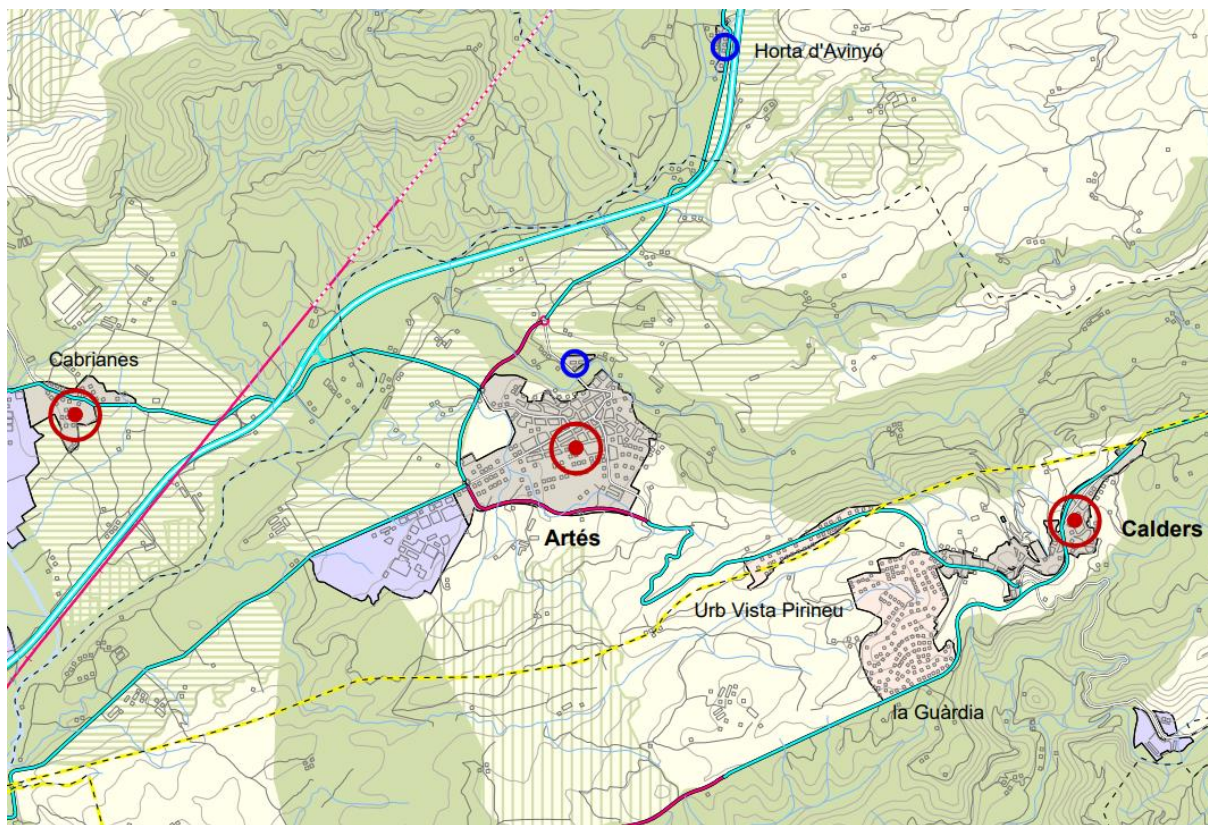 Horta d'Avinyó
Cabrianes
Artés
Calders
Urb Vista Pirineu
la Guàrdia